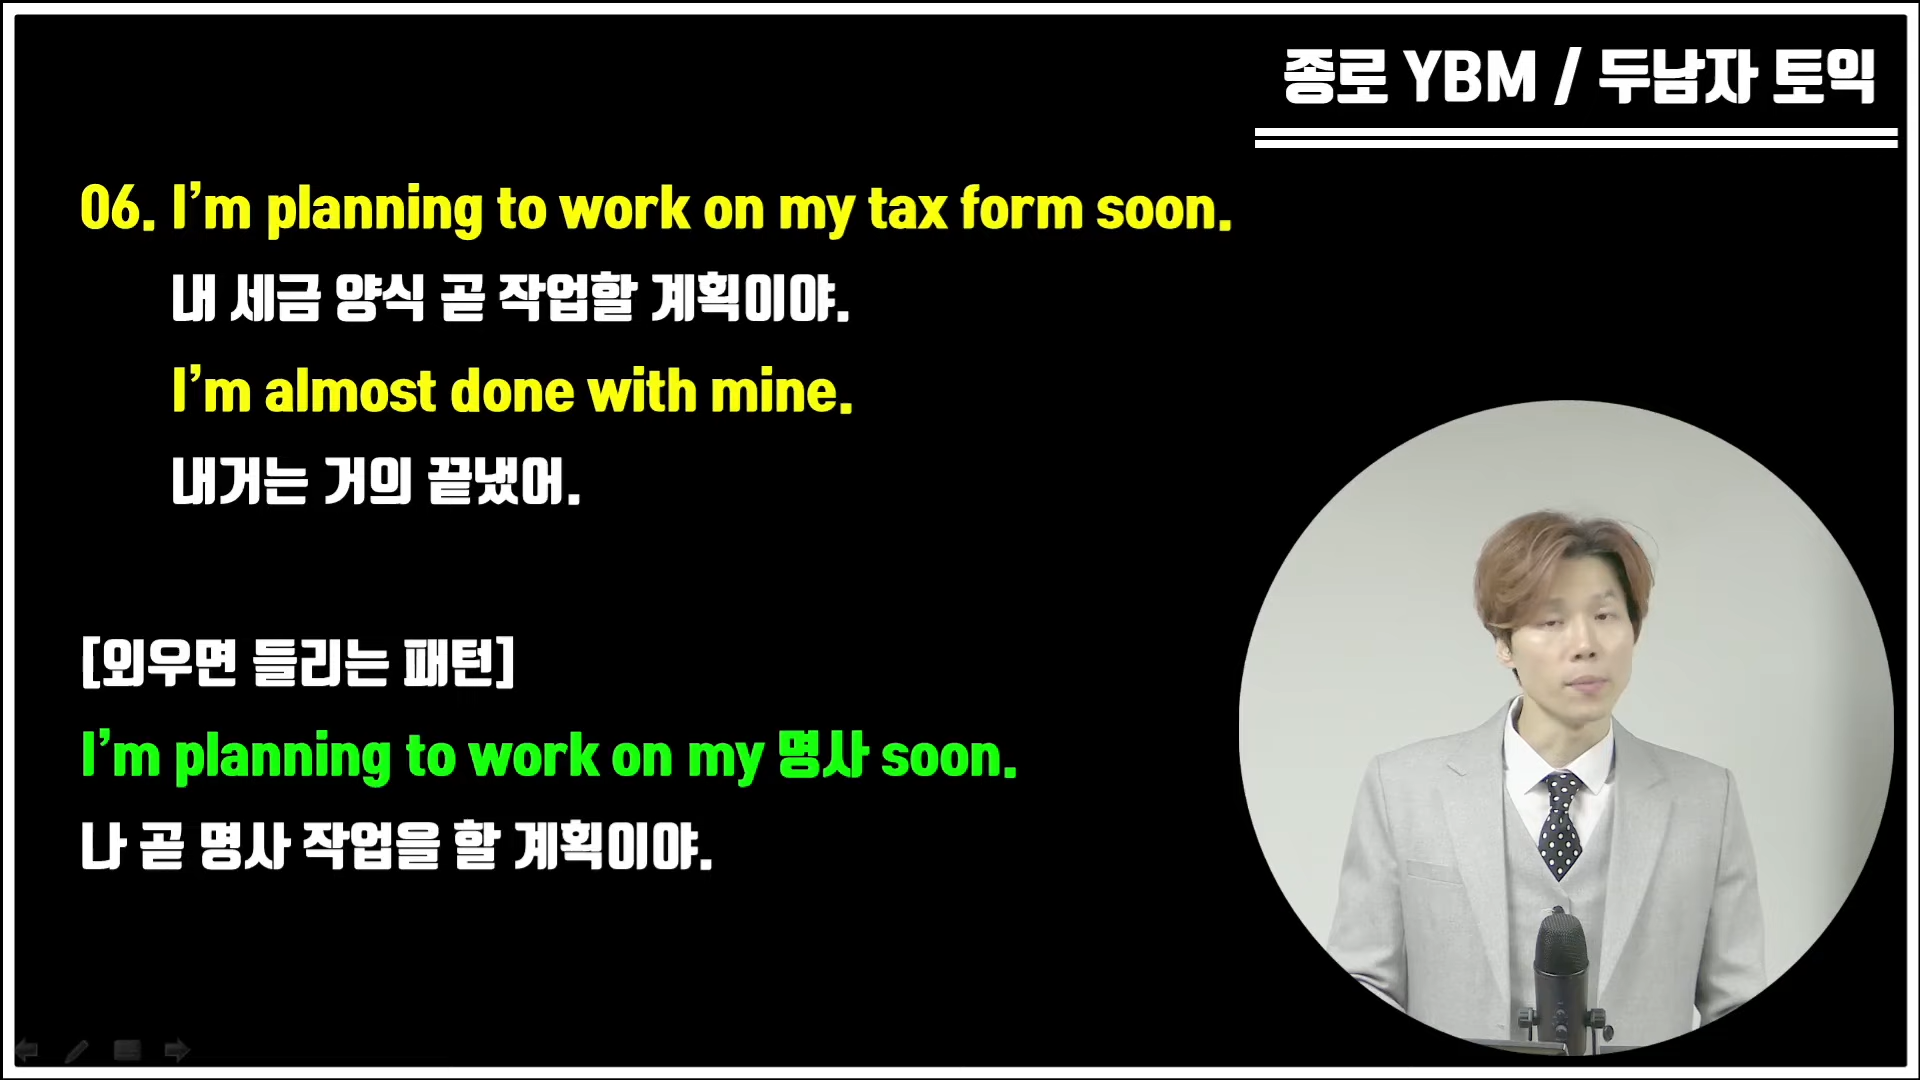 종로 YBM / 두남자 토익
06. I’m planning to work on my tax form soon.
내 세금 양식 곧 작업할 계획이야.
I’m almost done with mine.
내거는 거의 끝냈어.
[외우면 들리는 패턴]
I’m planning to work on my 명사 soon.
나 곧 명사 작업을 할 계획이야.